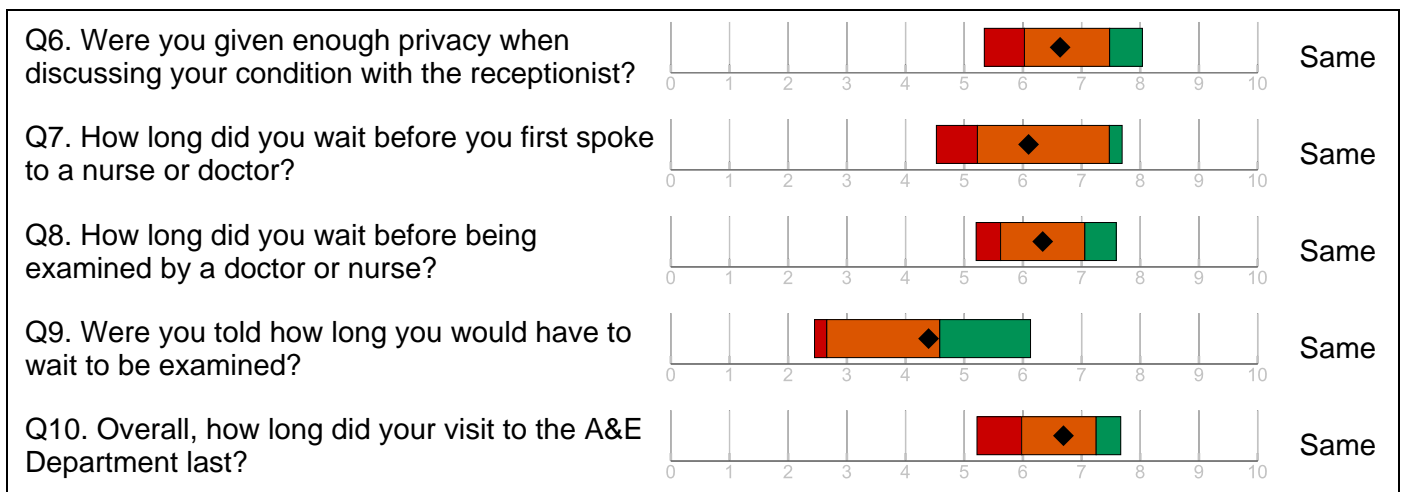 Q6. Were you given enough privacy when
discussing your condition with the receptionist?
0 1 2 3 4 5 6 7 8 9 10
Same
Q7. How long did you wait before you first spoke
to a nurse or doctor?
0 1 2 3 4 5 6 7 8 9 10
Same
Q8. How long did you wait before being
examined by a doctor or nurse?
0 1 2 3 4 5 6 7 8 9 10
Same
Q9. Were you told how long you would have to
wait to be examined?
0 1 2 3 4 5 6 7 8 9 10
Same
Q10. Overall, how long did your visit to the A&E
Department last?
0 1 2 3 4 5 6 7 8 9 10
Same